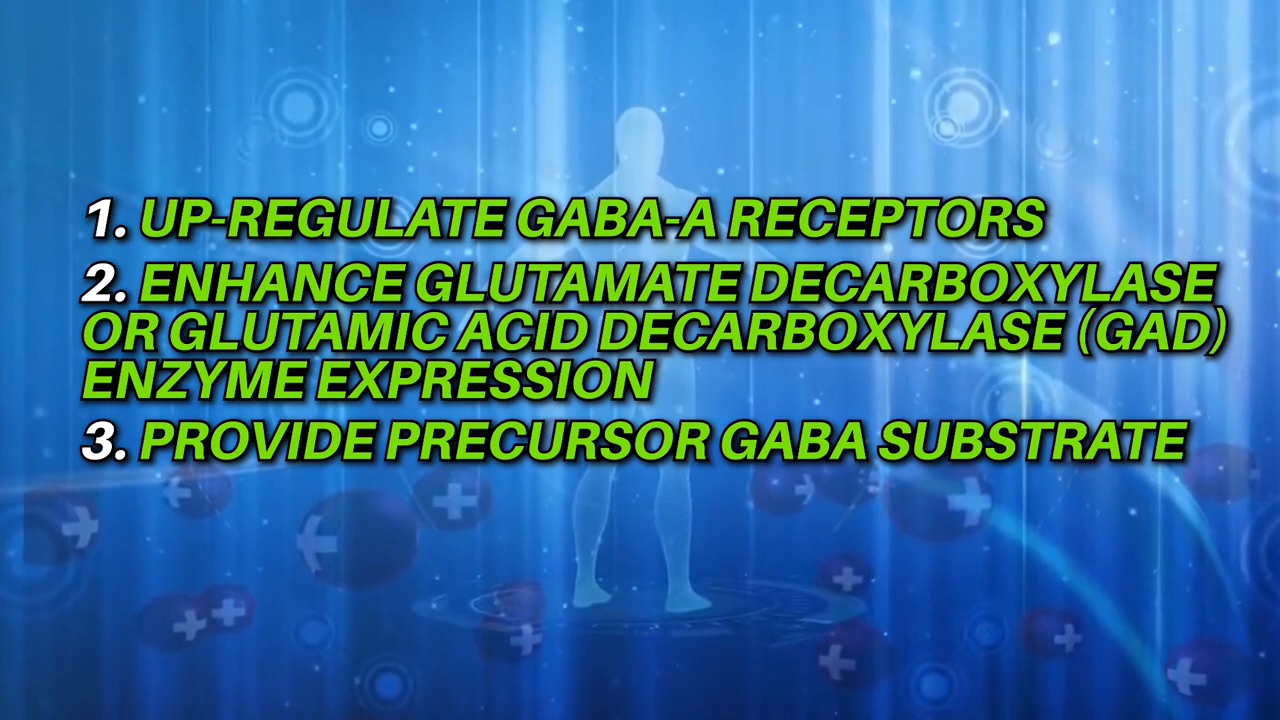 1. UP-REGULATE GABA-A RECEPTORS
2. ENHANCE GLUTAMATE DECARBOXYLASE
OR GLUTAMIC ACID DECARBOXYLASE (GAD)
ENZYME EXPRESSION
3. PROVIDE PRECURSOR GABA SUBSTRATE